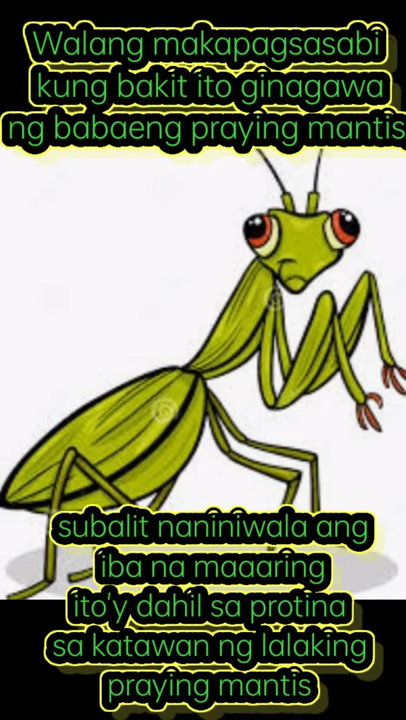 Walang makapagsasabi
kung bakit ito ginagawa
ng babaeng praying mantis
subalit naniniwala ang
iba na maaaring
ito'y dahil sa protina
sa katawan ng lalaking
praying mantis